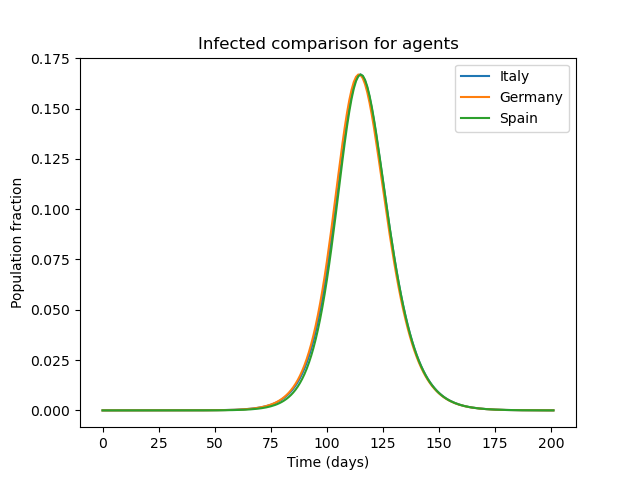 Infected comparison for agents
Population fraction
0.175
0.150
0.125
0.100
0.075
0.050
0.025
0.000
Italy
Germany
Spain
0 25 50 75 100 125 150 175 200
Time (days)